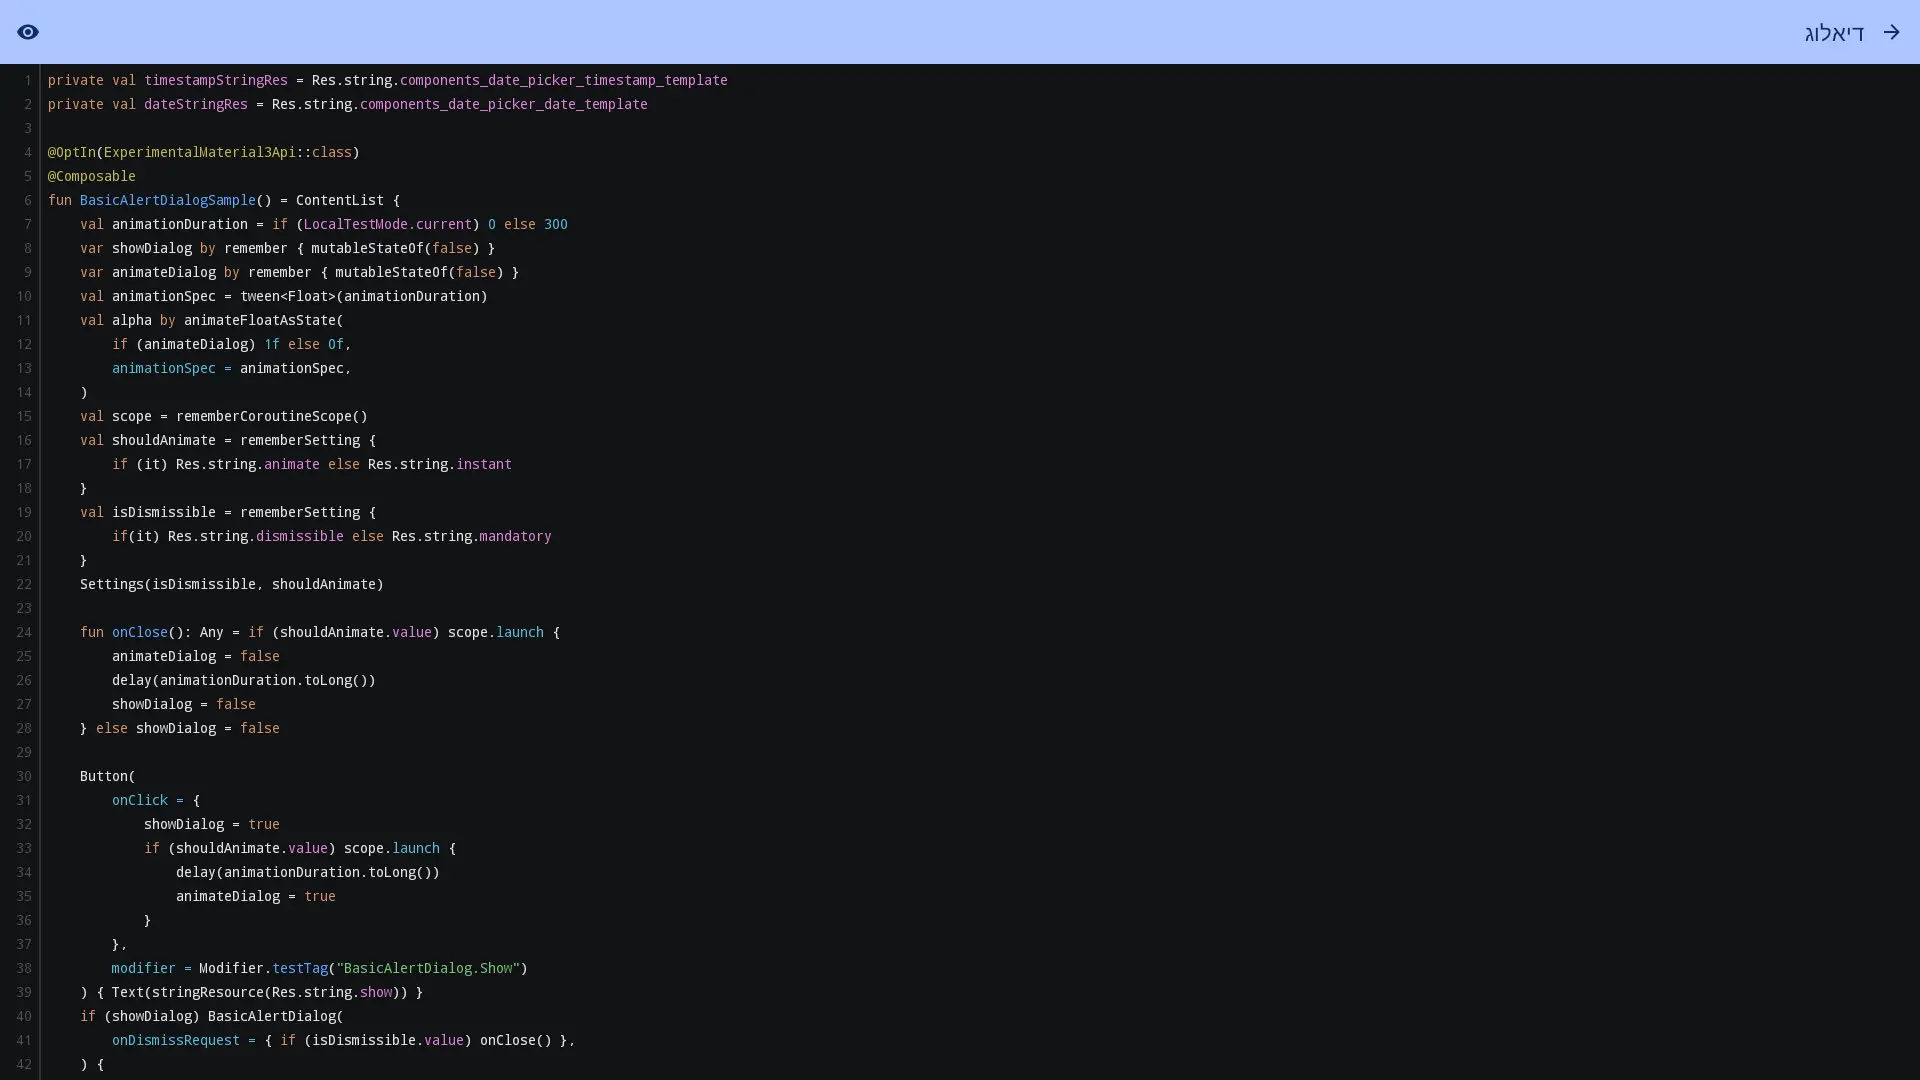 דיאלוג
1 private val timestampStringRes = Res.string.components_date_picker_timestamp_template
2 private val dateStringRes = Res.string.components_date_picker_date_template
3
4 @OptIn(ExperimentalMaterial3Api::class)
5 @Composable
6 fun BasicAlertDialogSample() = ContentList {
7     val animationDuration = if (LocalTestMode.current) 0 else 300
8     var showDialog by remember { mutableStateOf(false) }
9     var animateDialog by remember { mutableStateOf(false) }
10     val animationSpec = tween<Float>(animationDuration)
11     val alpha by animateFloatAsState(
12         if (animateDialog) 1f else 0f,
13         animationSpec = animationSpec,
14     )
15     val scope = rememberCoroutineScope()
16     val shouldAnimate = rememberSetting {
17         if (it) Res.string.animate else Res.string.instant
18     }
19     val isDismissible = rememberSetting {
20         if(it) Res.string.dismissible else Res.string.mandatory
21     }
22     Settings(isDismissible, shouldAnimate)
23
24     fun onClose(): Any = if (shouldAnimate.value) scope.launch {
25         animateDialog = false
26         delay(animationDuration.toLong())
27         showDialog = false
28     } else showDialog = false
29
30     Button(
31         onClick = {
32             showDialog = true
33             if (shouldAnimate.value) scope.launch {
34                 delay(animationDuration.toLong())
35                 animateDialog = true
36             }
37         },
38         modifier = Modifier.testTag("BasicAlertDialog.Show")
39     ) { Text(stringResource(Res.string.show)) }
40     if (showDialog) BasicAlertDialog(
41         onDismissRequest = { if (isDismissible.value) onClose() },
42     ) {